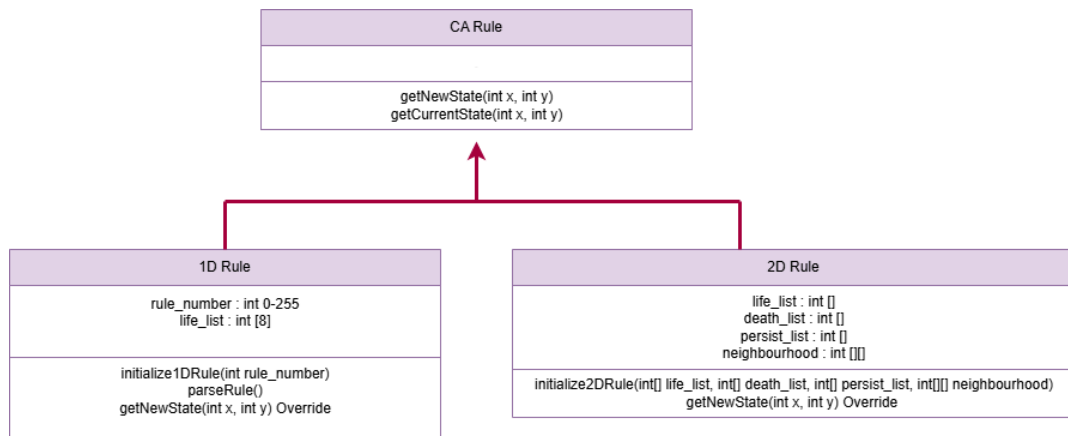 CA Rule
getNewState(int x, int y)
getCurrentState(int x, int y)
1D Rule
rule_number : int 0-255
life_list : int [8]
initialize1DRule(int rule_number)
parseRule()
getNewState(int x, int y) Override
2D Rule
life_list : int []
death_list : int []
persist_list : int []
neighbourhood : int [][]
initialize2DRule(int[] life_list, int[] death_list, int[] persist_list, int[][] neighbourhood)
getNewState(int x, int y) Override